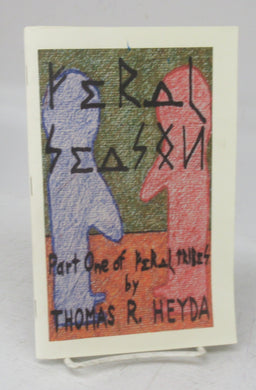 FERAL
SEASON
Part One of FERAL TRIBES
by
THOMAS R. HEYDA